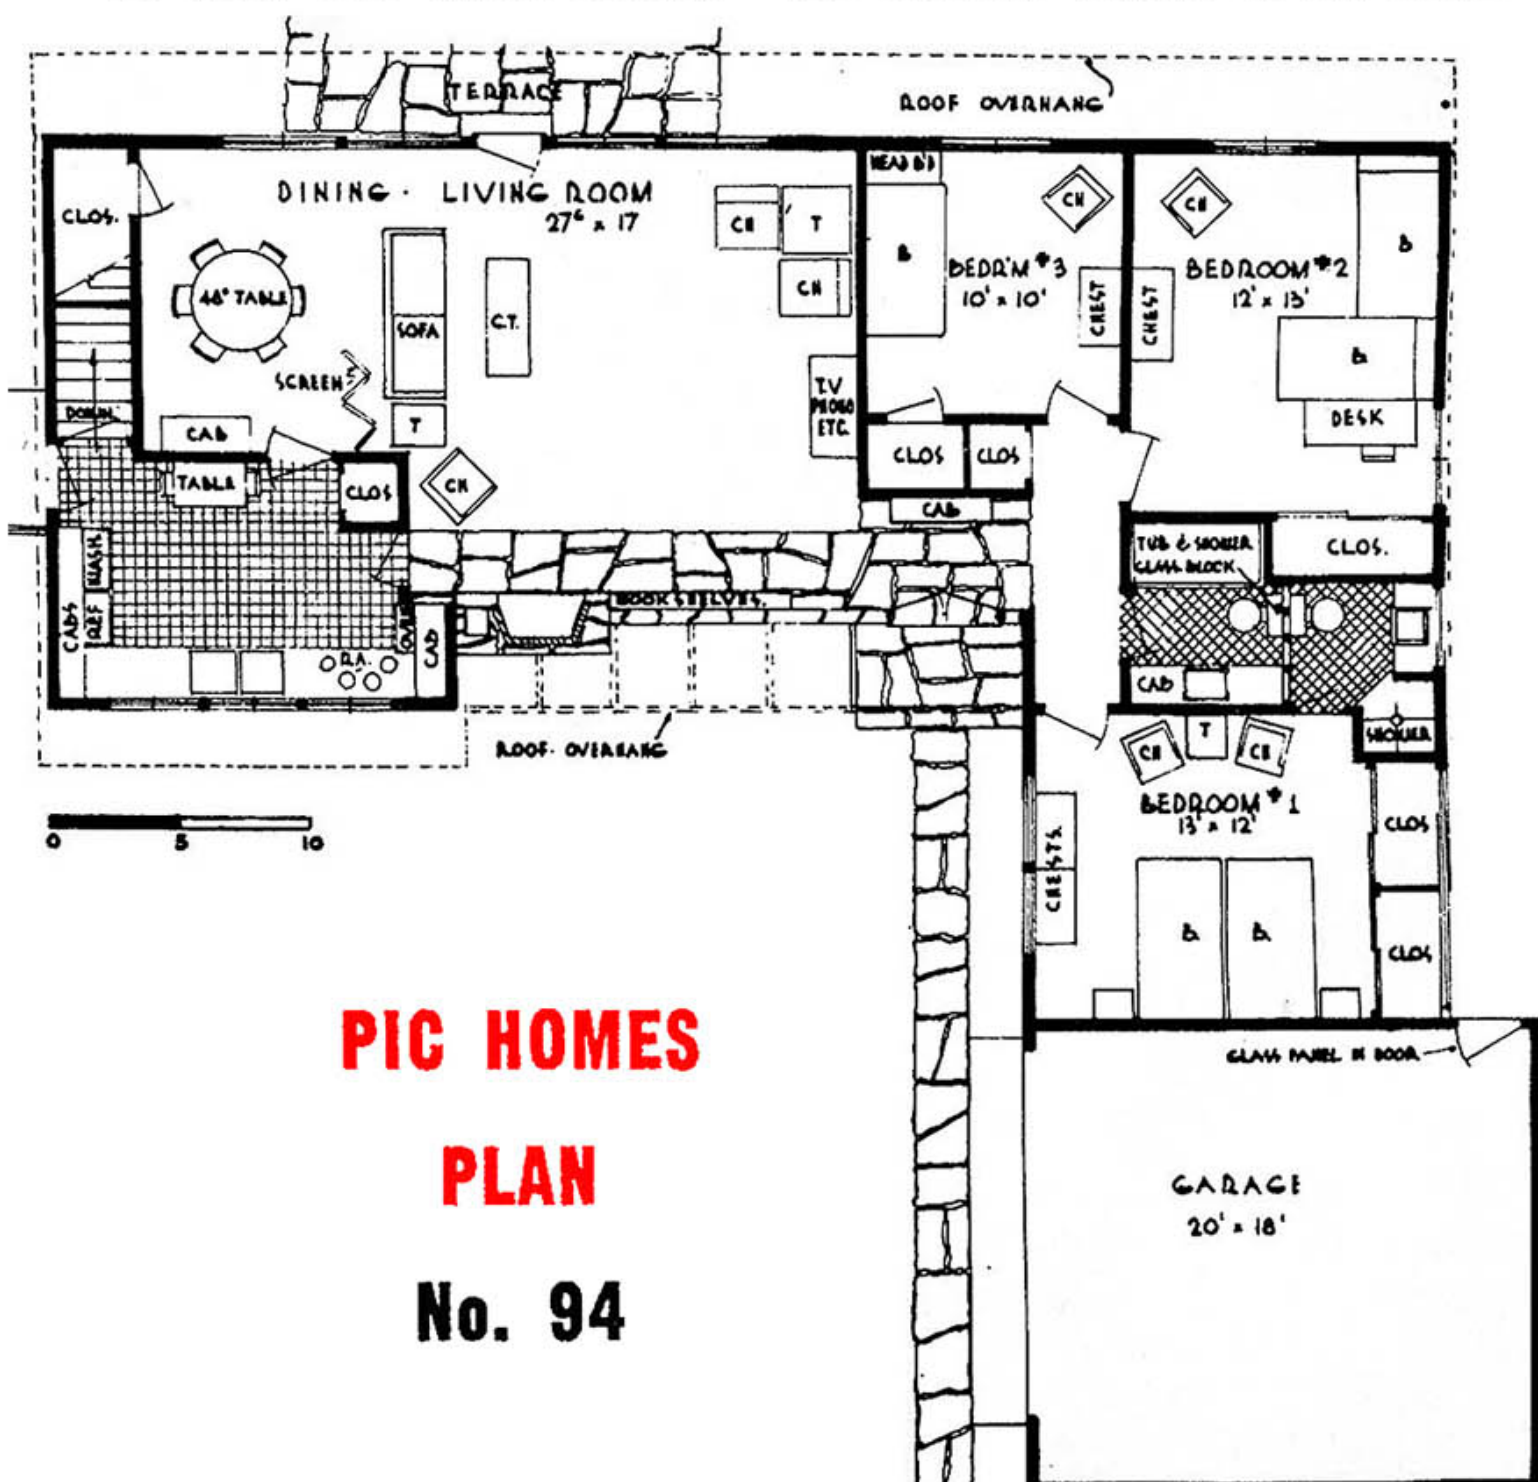 TERRACE
ROOF OVERHANG
CLOS.
DINING - LIVING ROOM
27⁶ x 17
HEAD B'D
CH
T
CH
CH
CH
B
B
BEDR'M #3
10' x 10'
BEDROOM #2
12' x 13'
48" TABLE
SOFA
C.T.
CHEST
CHEST
B
SCREEN
T.V
PHONO
ETC.
DOWN
T
DESK
CAB
TABLE
CLOS
CH
CLOS
CLOS
CAB
TUB & SHOWER
GLASS BLOCK
CLOS.
CABS
WASH
REF
OVEN
CAB
BOOK SHELVES.
RA.
CAB
ROOF OVERHANG
SHOWER
CH
T
CH
BEDROOM #1
13' x 12'
CHESTS.
CLOS
B
B
CLOS
0 5 10
GLASS PANEL IN DOOR
PIC HOMES
PLAN
No. 94
GARAGE
20' x 18'